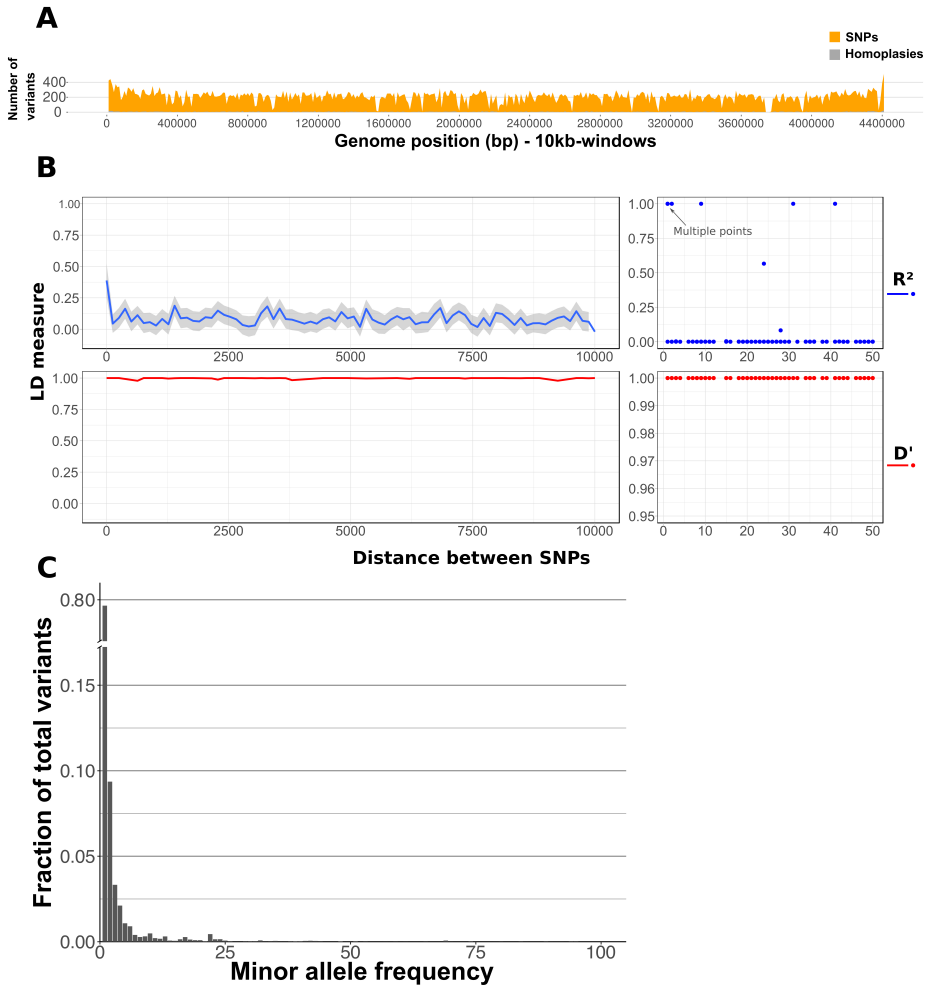 A
SNPs
Homoplasies
Number of
variants
400
200
0
0 400000 800000 1200000 1600000 2000000 2400000 2800000 3200000 3600000 4000000 4400000
Genome position (bp) - 10kb-windows
B
LD measure
1.00
0.75
0.50
0.25
0.00
0 2500 5000 7500 10000
1.00
0.75
0.50
0.25
0.00
Multiple points
0 10 20 30 40 50
R²
1.00
0.75
0.50
0.25
0.00
0 2500 5000 7500 10000
1.00
0.99
0.98
0.97
0.96
0.95
0 10 20 30 40 50
D'
Distance between SNPs
C
Fraction of total variants
0.80
0.15
0.10
0.05
0.00
0 25 50 75 100
Minor allele frequency